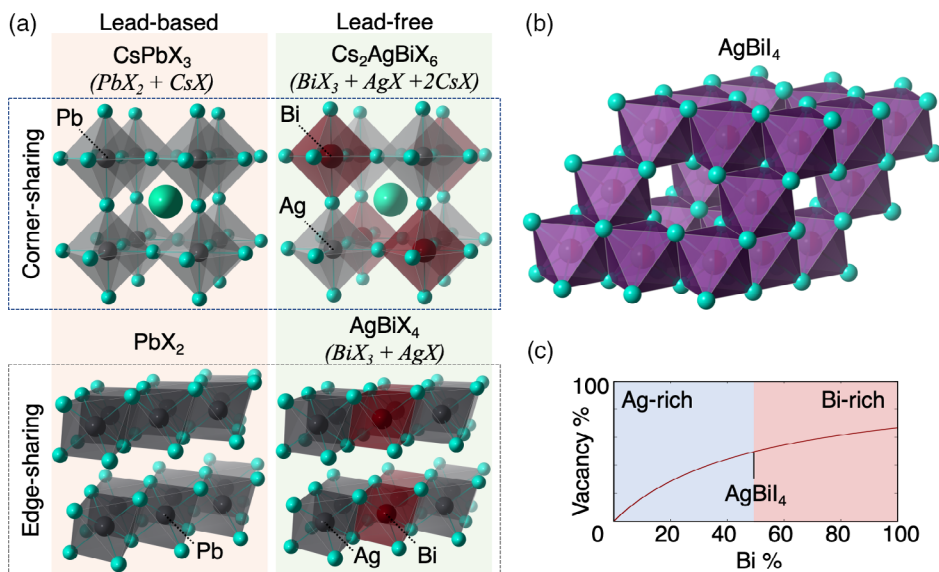 (a)
Lead-based
Lead-free
CsPbX₃
(PbX₂ + CsX)
Cs₂AgBiX₆
(BiX₃ + AgX +2CsX)
Corner-sharing
Pb
Bi
Ag
PbX₂
AgBiX₄
(BiX₃ + AgX)
Edge-sharing
Pb
Ag
Bi
(b)
AgBiI₄
(c)
Vacancy %
100
Ag-rich
Bi-rich
AgBiI₄
0
20
40
60
80
100
Bi %